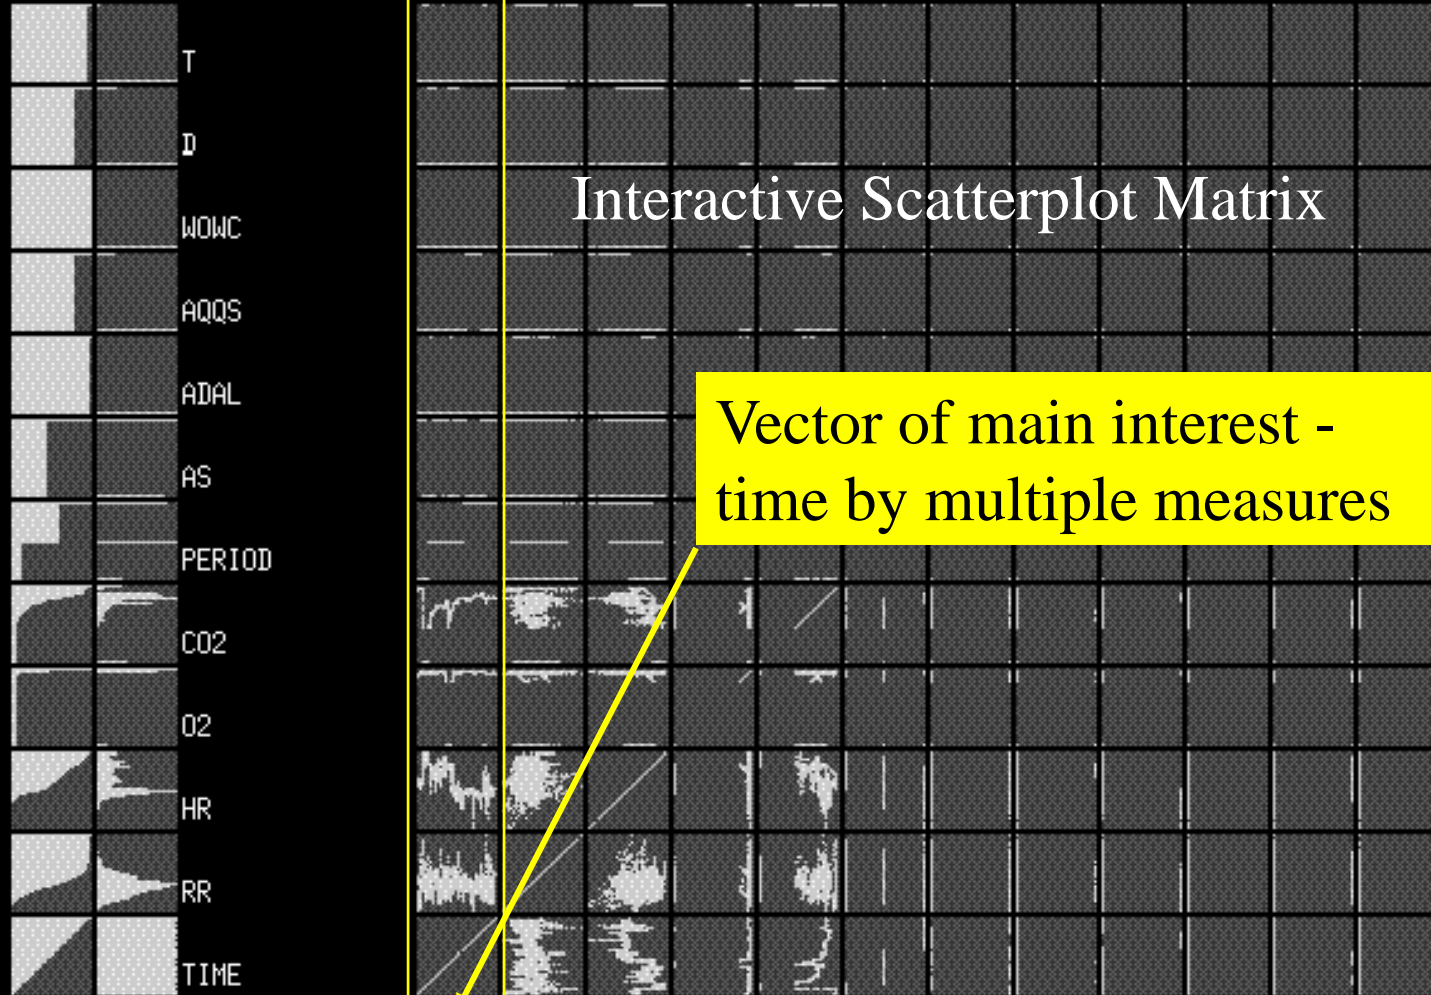 T
D
Interactive Scatterplot Matrix
WOWC
AQQS
ADAL
Vector of main interest -
time by multiple measures
AS
PERIOD
CO2
O2
HR
RR
TIME